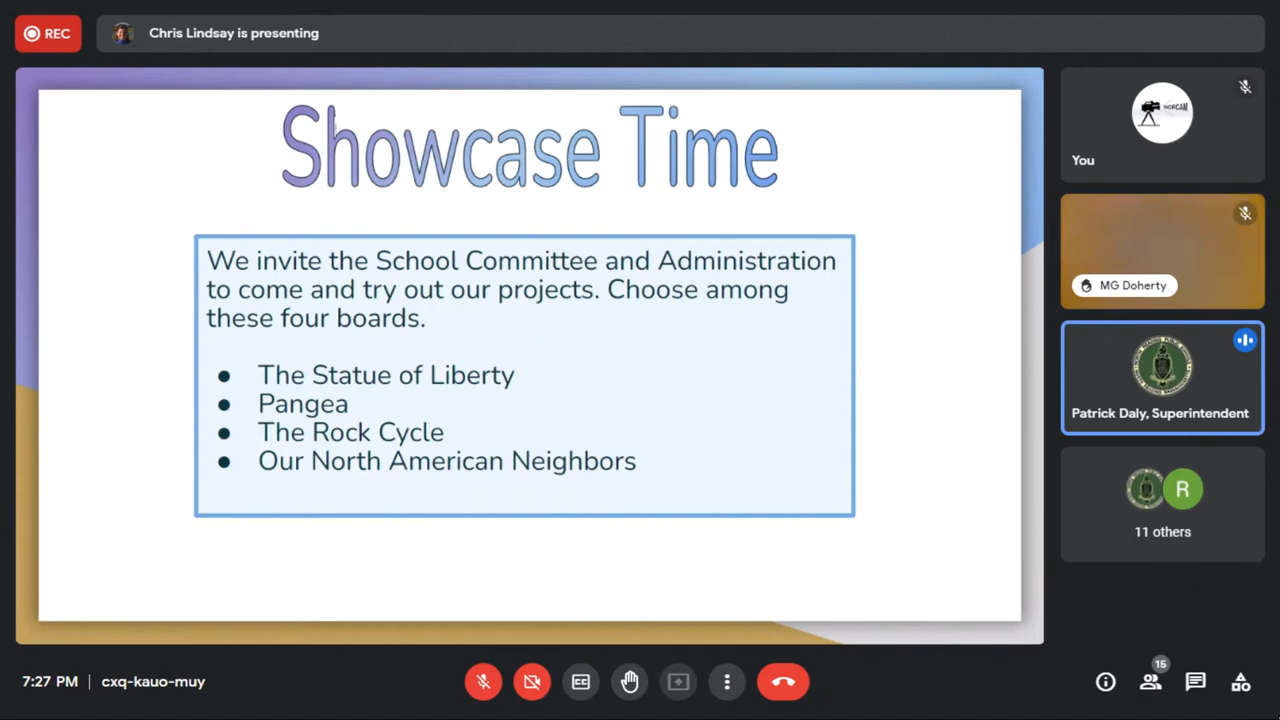 REC
Chris Lindsay is presenting
Showcase Time
We invite the School Committee and Administration
to come and try out our projects. Choose among
these four boards.
The Statue of Liberty
Pangea
The Rock Cycle
Our North American Neighbors
NORCAM
You
MG Doherty
Patrick Daly, Superintendent
R
11 others
7:27 PM | cxq-kauo-muy
CC
15